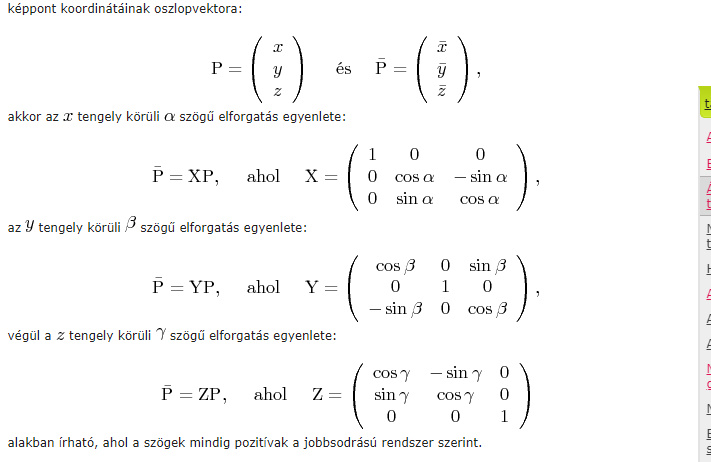 képpont koordinátáinak oszlopvektora:
P = ( x y z ) és P̄ = ( x̄ ȳ z̄ ) ,
akkor az x tengely körüli α szögű elforgatás egyenlete:
P̄ = XP, ahol X = ( 1 0 0 0 cos α − sin α 0 sin α cos α ) ,
az y tengely körüli β szögű elforgatás egyenlete:
P̄ = YP, ahol Y = ( cos β 0 sin β 0 1 0 − sin β 0 cos β ) ,
végül a z tengely körüli γ szögű elforgatás egyenlete:
P̄ = ZP, ahol Z = ( cos γ − sin γ 0 sin γ cos γ 0 0 0 1 )
alakban írható, ahol a szögek mindig pozitívak a jobbsodrású rendszer szerint.